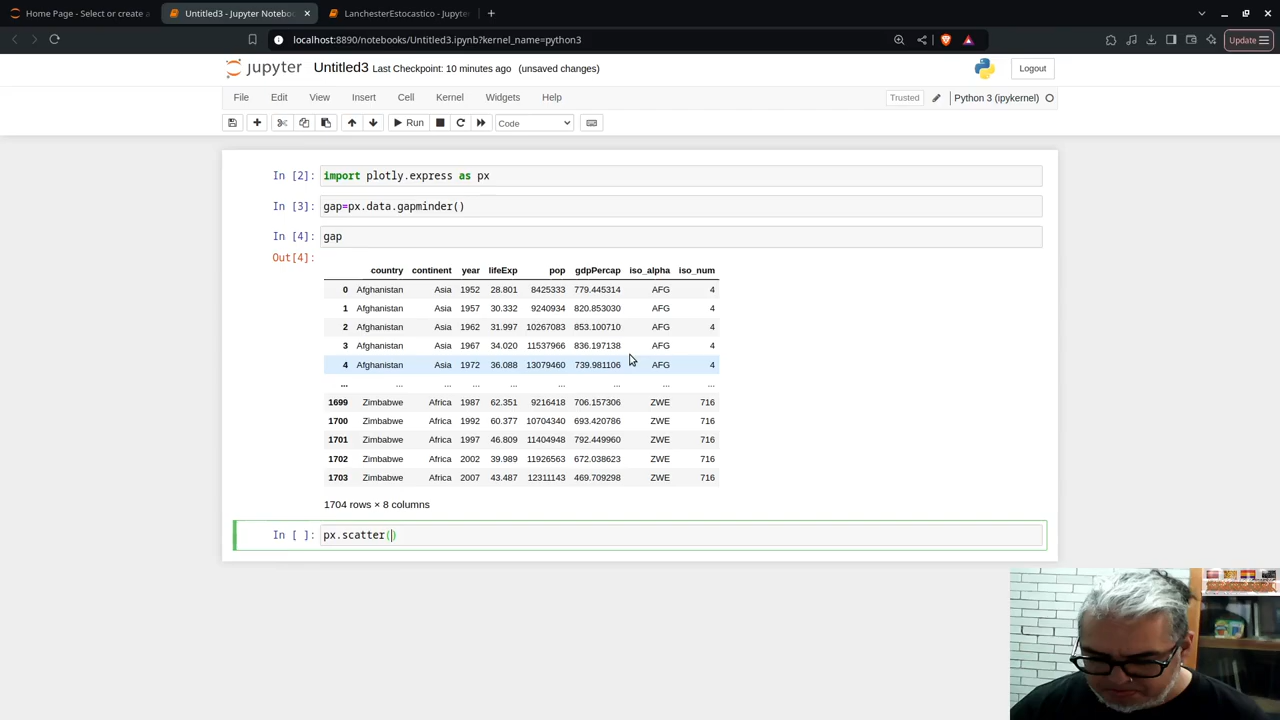 Home Page - Select or create a
Untitled3 - Jupyter Noteboo
LanchesterEstocastico - Jupyte
localhost:8890/notebooks/Untitled3.ipynb?kernel_name=python3
Update
jupyter Untitled3 Last Checkpoint: 10 minutes ago (unsaved changes)
Logout
File Edit View Insert Cell Kernel Widgets Help
Trusted
Python 3 (ipykernel)
Run
Code
In [2]: import plotly.express as px
In [3]: gap=px.data.gapminder()
In [4]: gap
Out[4]:
country continent year lifeExp pop gdpPercap iso_alpha iso_num
0 Afghanistan Asia 1952 28.801 8425333 779.445314 AFG 4
1 Afghanistan Asia 1957 30.332 9240934 820.853030 AFG 4
2 Afghanistan Asia 1962 31.997 10267083 853.100710 AFG 4
3 Afghanistan Asia 1967 34.020 11537966 836.197138 AFG 4
4 Afghanistan Asia 1972 36.088 13079460 739.981106 AFG 4
... ... ... ... ... ... ... ... ...
1699 Zimbabwe Africa 1987 62.351 9216418 706.157306 ZWE 716
1700 Zimbabwe Africa 1992 60.377 10704340 693.420786 ZWE 716
1701 Zimbabwe Africa 1997 46.809 11404948 792.449960 ZWE 716
1702 Zimbabwe Africa 2002 39.989 11926563 672.038623 ZWE 716
1703 Zimbabwe Africa 2007 43.487 12311143 469.709298 ZWE 716
1704 rows × 8 columns
In [ ]: px.scatter()